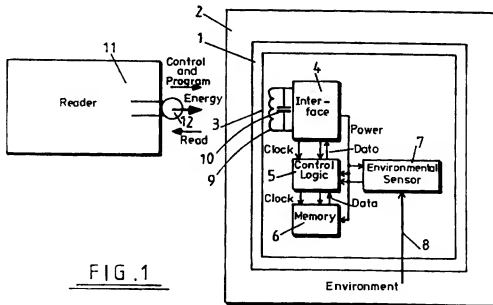 2
1
11
Reader
Control
and
Program
Energy
12
Read
3
10
9
4
Inter-
face
Power
Clock
Dato
5
Control
Logic
7
Environmental
Sensor
Clock
Data
6
Memory
8
Environment
FIG.1